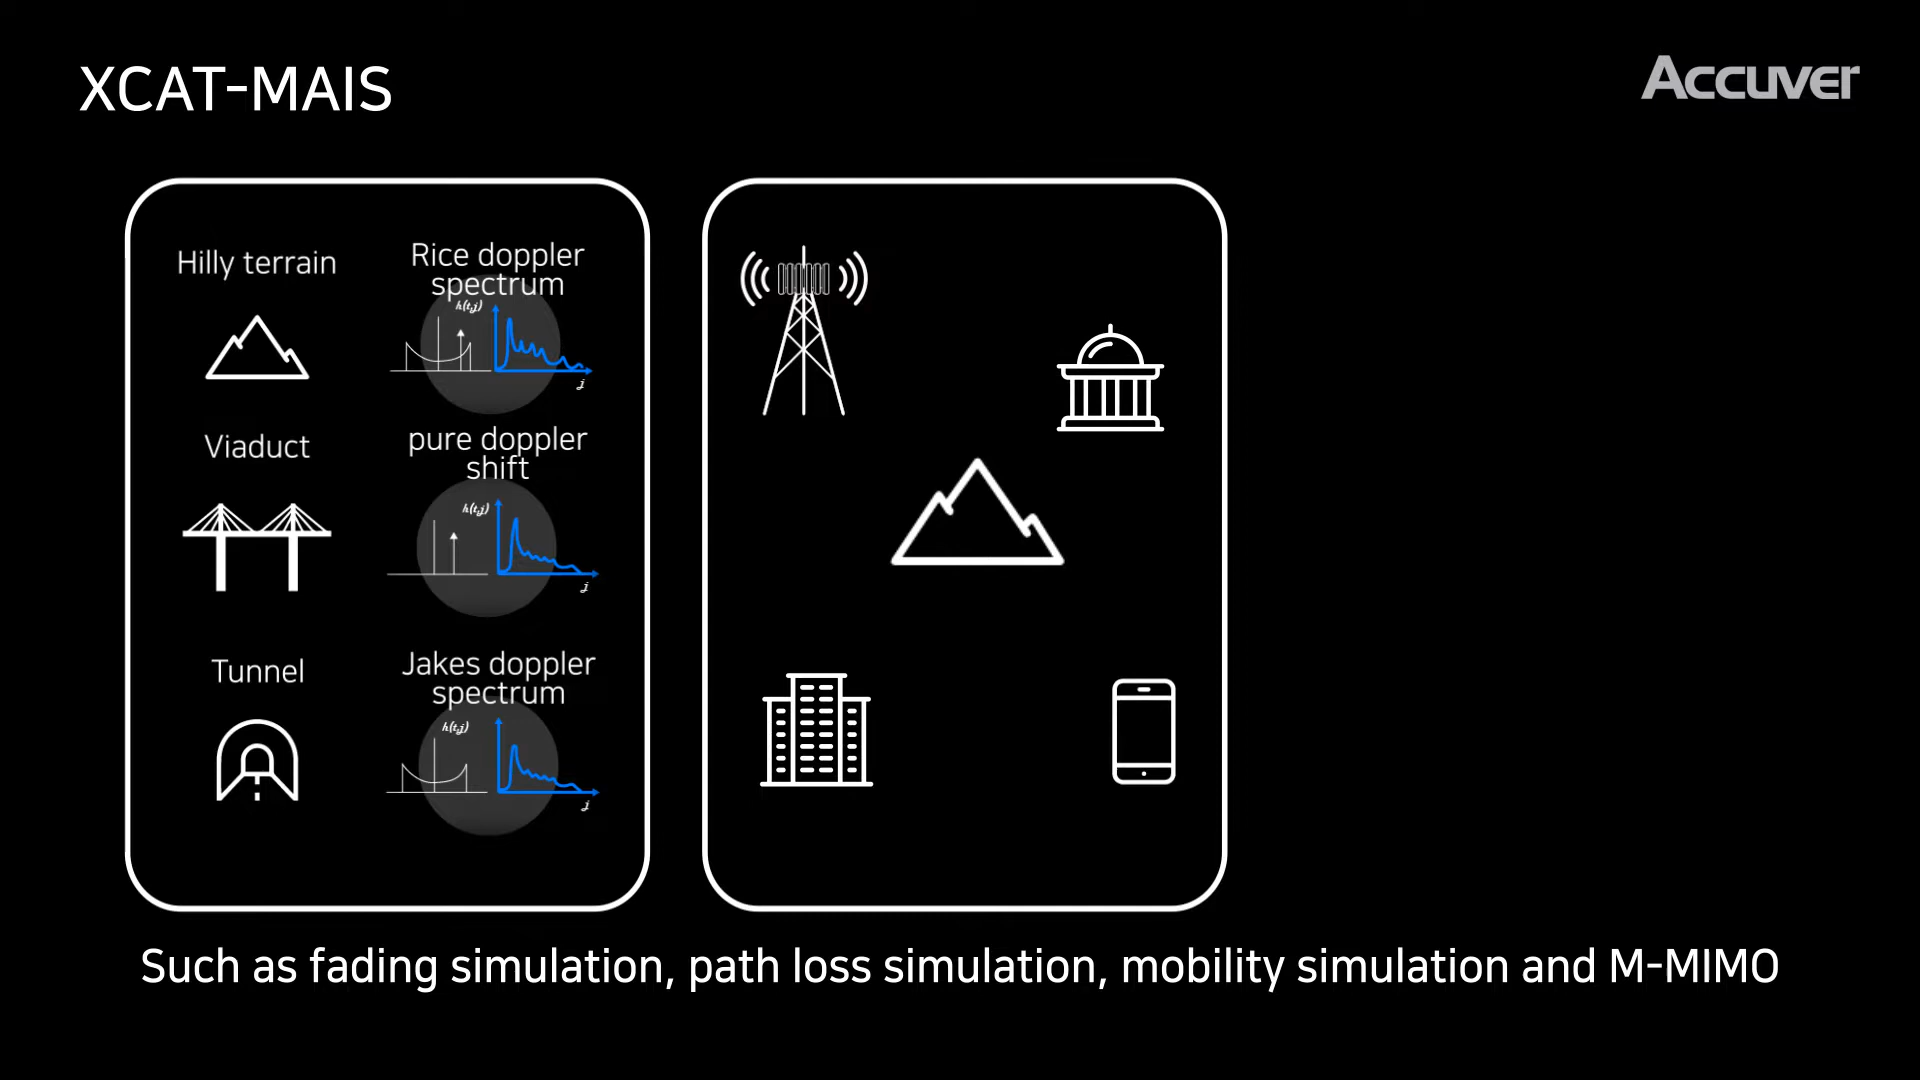 XCAT-MAIS
Accuver
Hilly terrain
Rice doppler
spectrum
h(t,j)
j
Viaduct
pure doppler
shift
h(t,j)
j
Tunnel
Jakes doppler
spectrum
h(t,j)
j
Such as fading simulation, path loss simulation, mobility simulation and M-MIMO